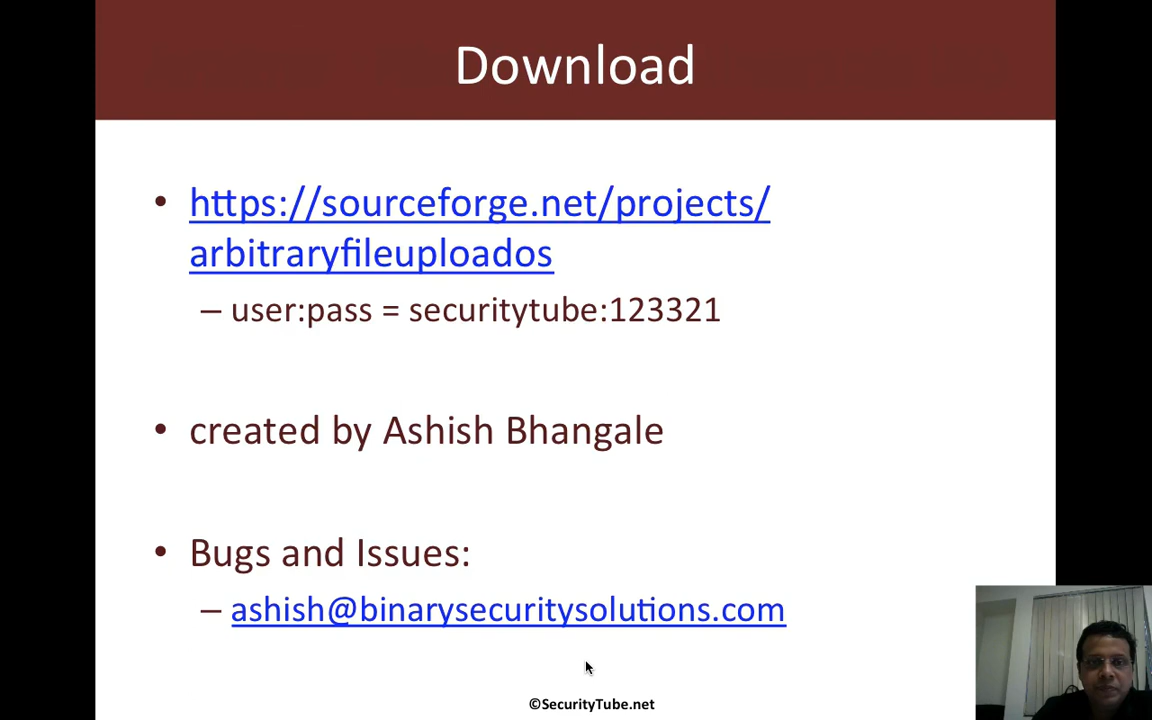 Download
• https://sourceforge.net/projects/
arbitraryfileuploados
– user:pass = securitytube:123321
• created by Ashish Bhangale
• Bugs and Issues:
– ashish@binarysecuritysolutions.com
©SecurityTube.net